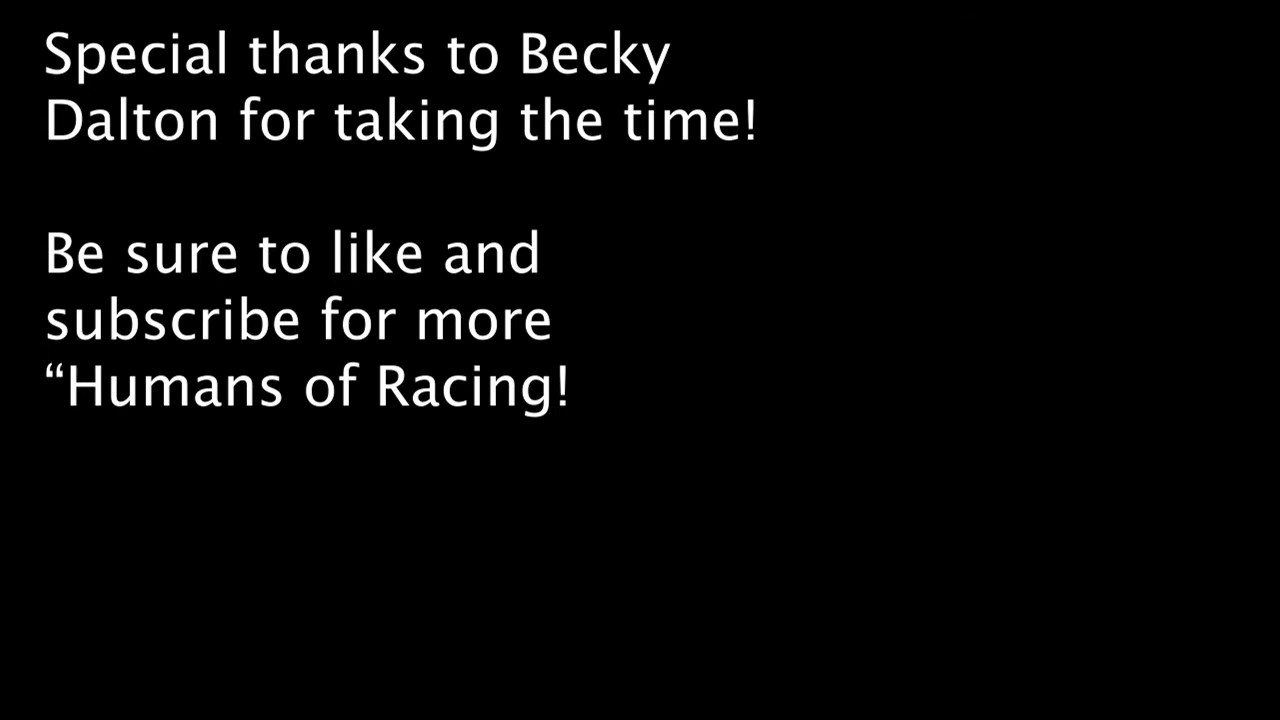 Special thanks to Becky
Dalton for taking the time!
Be sure to like and
subscribe for more
“Humans of Racing!